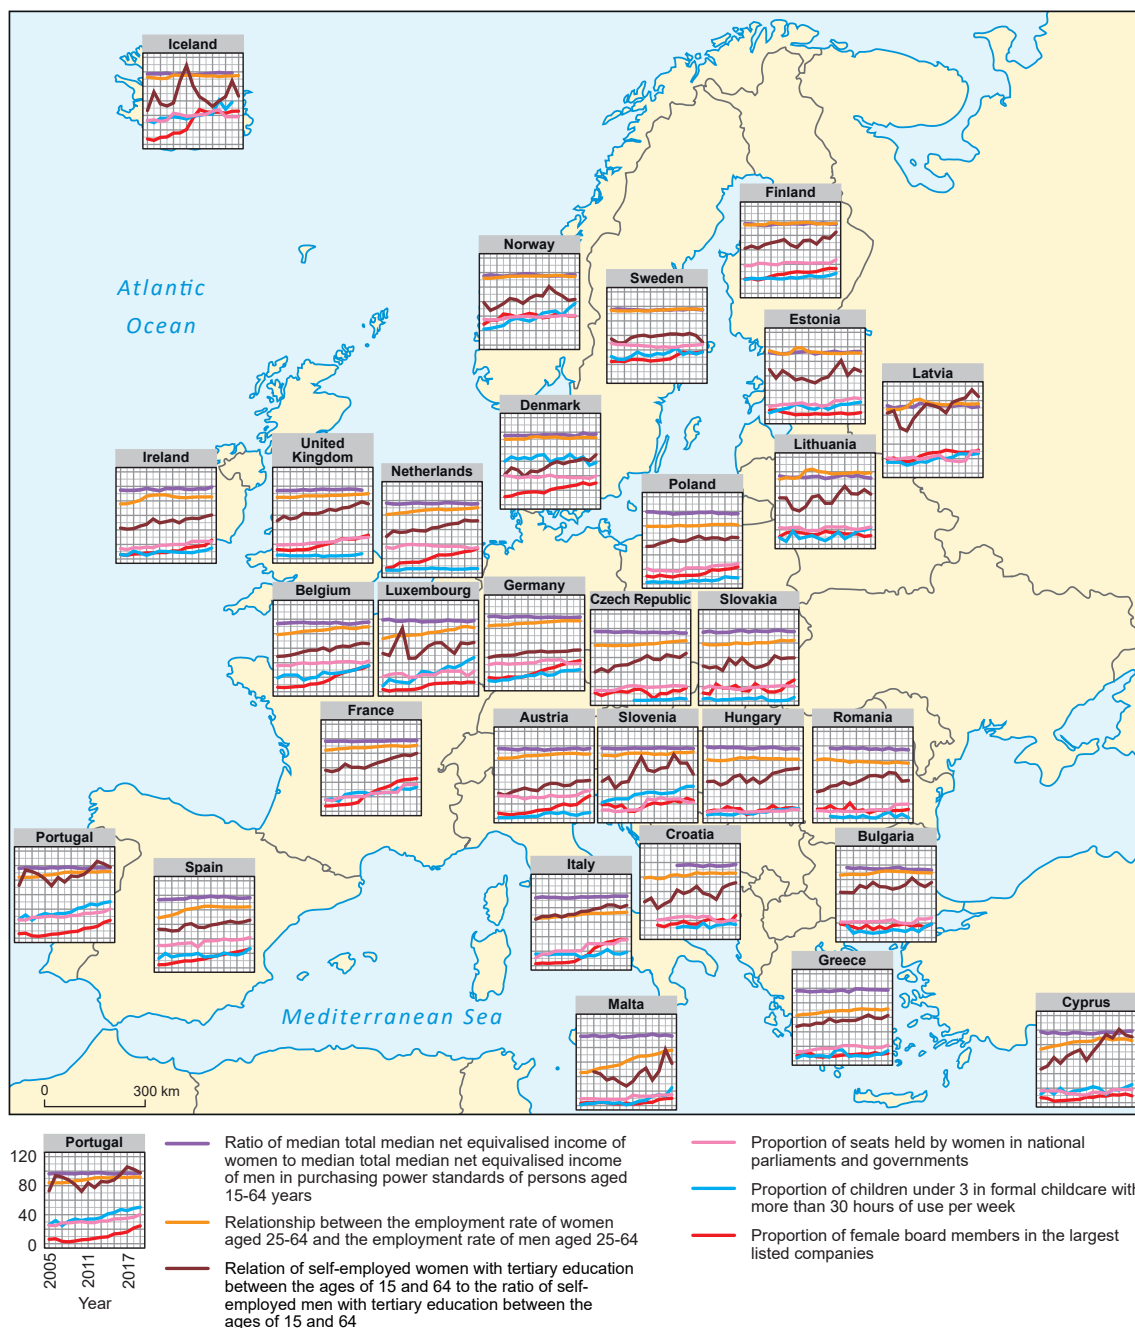 Iceland
Finland
Norway
Sweden
Atlantic
Ocean
Estonia
Latvia
Denmark
United
Kingdom
Lithuania
Ireland
Netherlands
Poland
Belgium
Luxembourg
Germany
Czech Republic
Slovakia
France
Austria
Slovenia
Hungary
Romania
Portugal
Spain
Croatia
Bulgaria
Italy
Greece
Mediterranean Sea
Malta
Cyprus
0
300 km
Portugal
120
80
40
0
2005
2011
2017
Year
Ratio of median total median net equivalised income of
women to median total median net equivalised income
of men in purchasing power standards of persons aged
15-64 years
Relationship between the employment rate of women
aged 25-64 and the employment rate of men aged 25-64
Relation of self-employed women with tertiary education
between the ages of 15 and 64 to the ratio of self-
employed men with tertiary education between the
ages of 15 and 64
Proportion of seats held by women in national
parliaments and governments
Proportion of children under 3 in formal childcare with
more than 30 hours of use per week
Proportion of female board members in the largest
listed companies